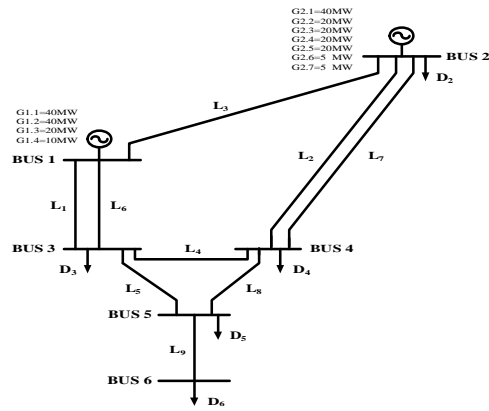 G2.1=40MW
G2.2=20MW
G2.3=20MW
G2.4=20MW
G2.5=20MW
G2.6=5 MW
G2.7=5 MW
BUS 2
D2
L3
G1.1=40MW
G1.2=40MW
G1.3=20MW
G1.4=10MW
BUS 1
L2
L7
L1
L6
BUS 3
L4
BUS 4
D3
D4
L5
L8
BUS 5
D5
L9
BUS 6
D6